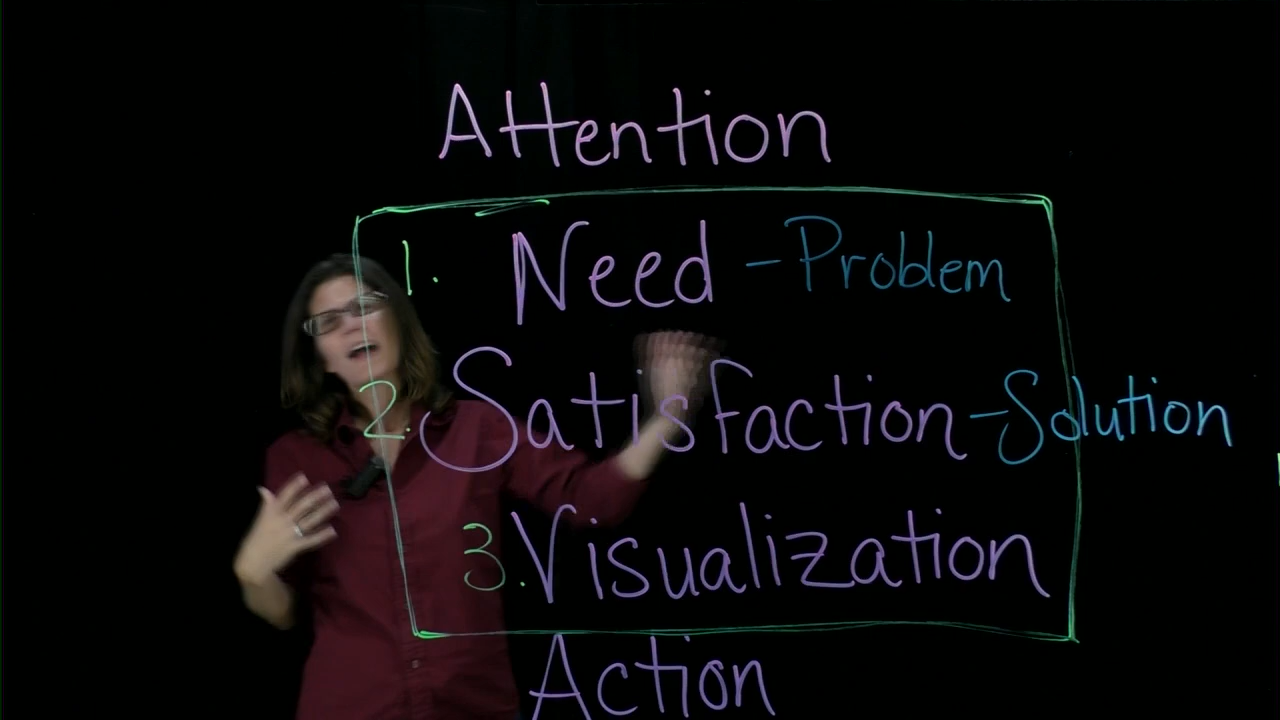 Attention
1. Need - Problem
2. Satisfaction - Solution
3. Visualization
Action